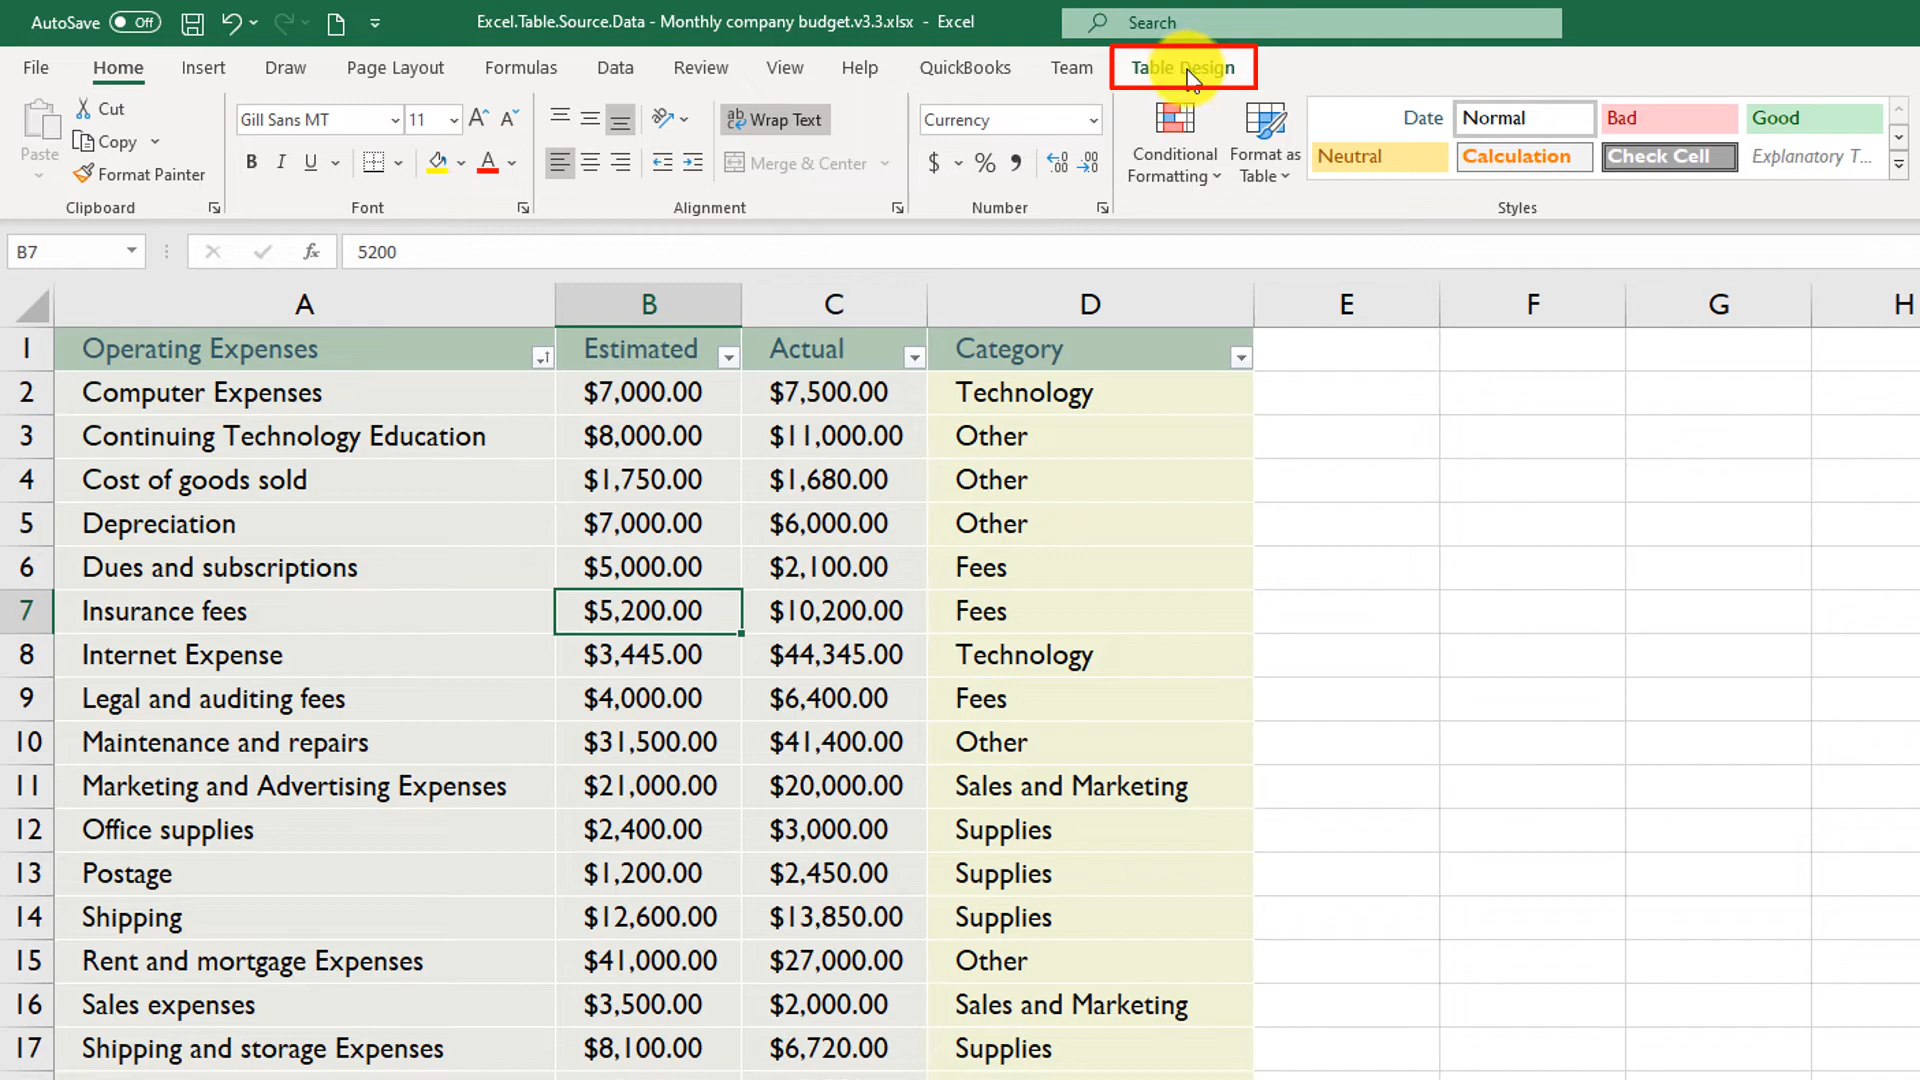 AutoSave Off Excel.Table.Source.Data - Monthly company budget.v3.3.xlsx - Excel Search
File Home Insert Draw Page Layout Formulas Data Review View Help QuickBooks Team Table Design
Paste Cut Copy Format Painter Clipboard
Gill Sans MT 11 A^ A B I U A Font
ab Wrap Text Merge & Center Alignment
Currency $ % 9 .00 Number
Conditional Formatting Format as Table
Date Normal Bad Good
Neutral Calculation Check Cell Explanatory T...
Styles
B7 fx 5200
A B C D E F G H
1 Operating Expenses Estimated Actual Category
2 Computer Expenses $7,000.00 $7,500.00 Technology
3 Continuing Technology Education $8,000.00 $11,000.00 Other
4 Cost of goods sold $1,750.00 $1,680.00 Other
5 Depreciation $7,000.00 $6,000.00 Other
6 Dues and subscriptions $5,000.00 $2,100.00 Fees
7 Insurance fees $5,200.00 $10,200.00 Fees
8 Internet Expense $3,445.00 $44,345.00 Technology
9 Legal and auditing fees $4,000.00 $6,400.00 Fees
10 Maintenance and repairs $31,500.00 $41,400.00 Other
11 Marketing and Advertising Expenses $21,000.00 $20,000.00 Sales and Marketing
12 Office supplies $2,400.00 $3,000.00 Supplies
13 Postage $1,200.00 $2,450.00 Supplies
14 Shipping $12,600.00 $13,850.00 Supplies
15 Rent and mortgage Expenses $41,000.00 $27,000.00 Other
16 Sales expenses $3,500.00 $2,000.00 Sales and Marketing
17 Shipping and storage Expenses $8,100.00 $6,720.00 Supplies